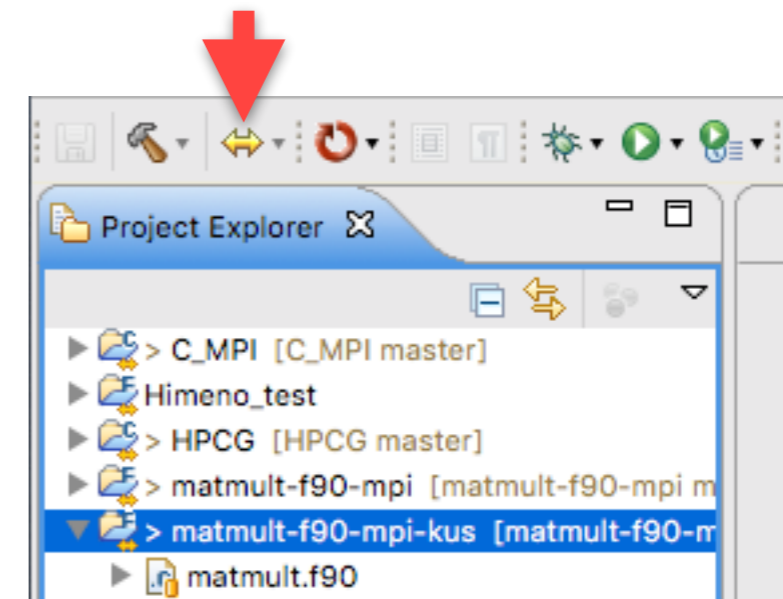 Project Explorer
> C_MPI [C_MPI master]
Himeno_test
> HPCG [HPCG master]
> matmult-f90-mpi [matmult-f90-mpi m
> matmult-f90-mpi-kus [matmult-f90-m
matmult.f90